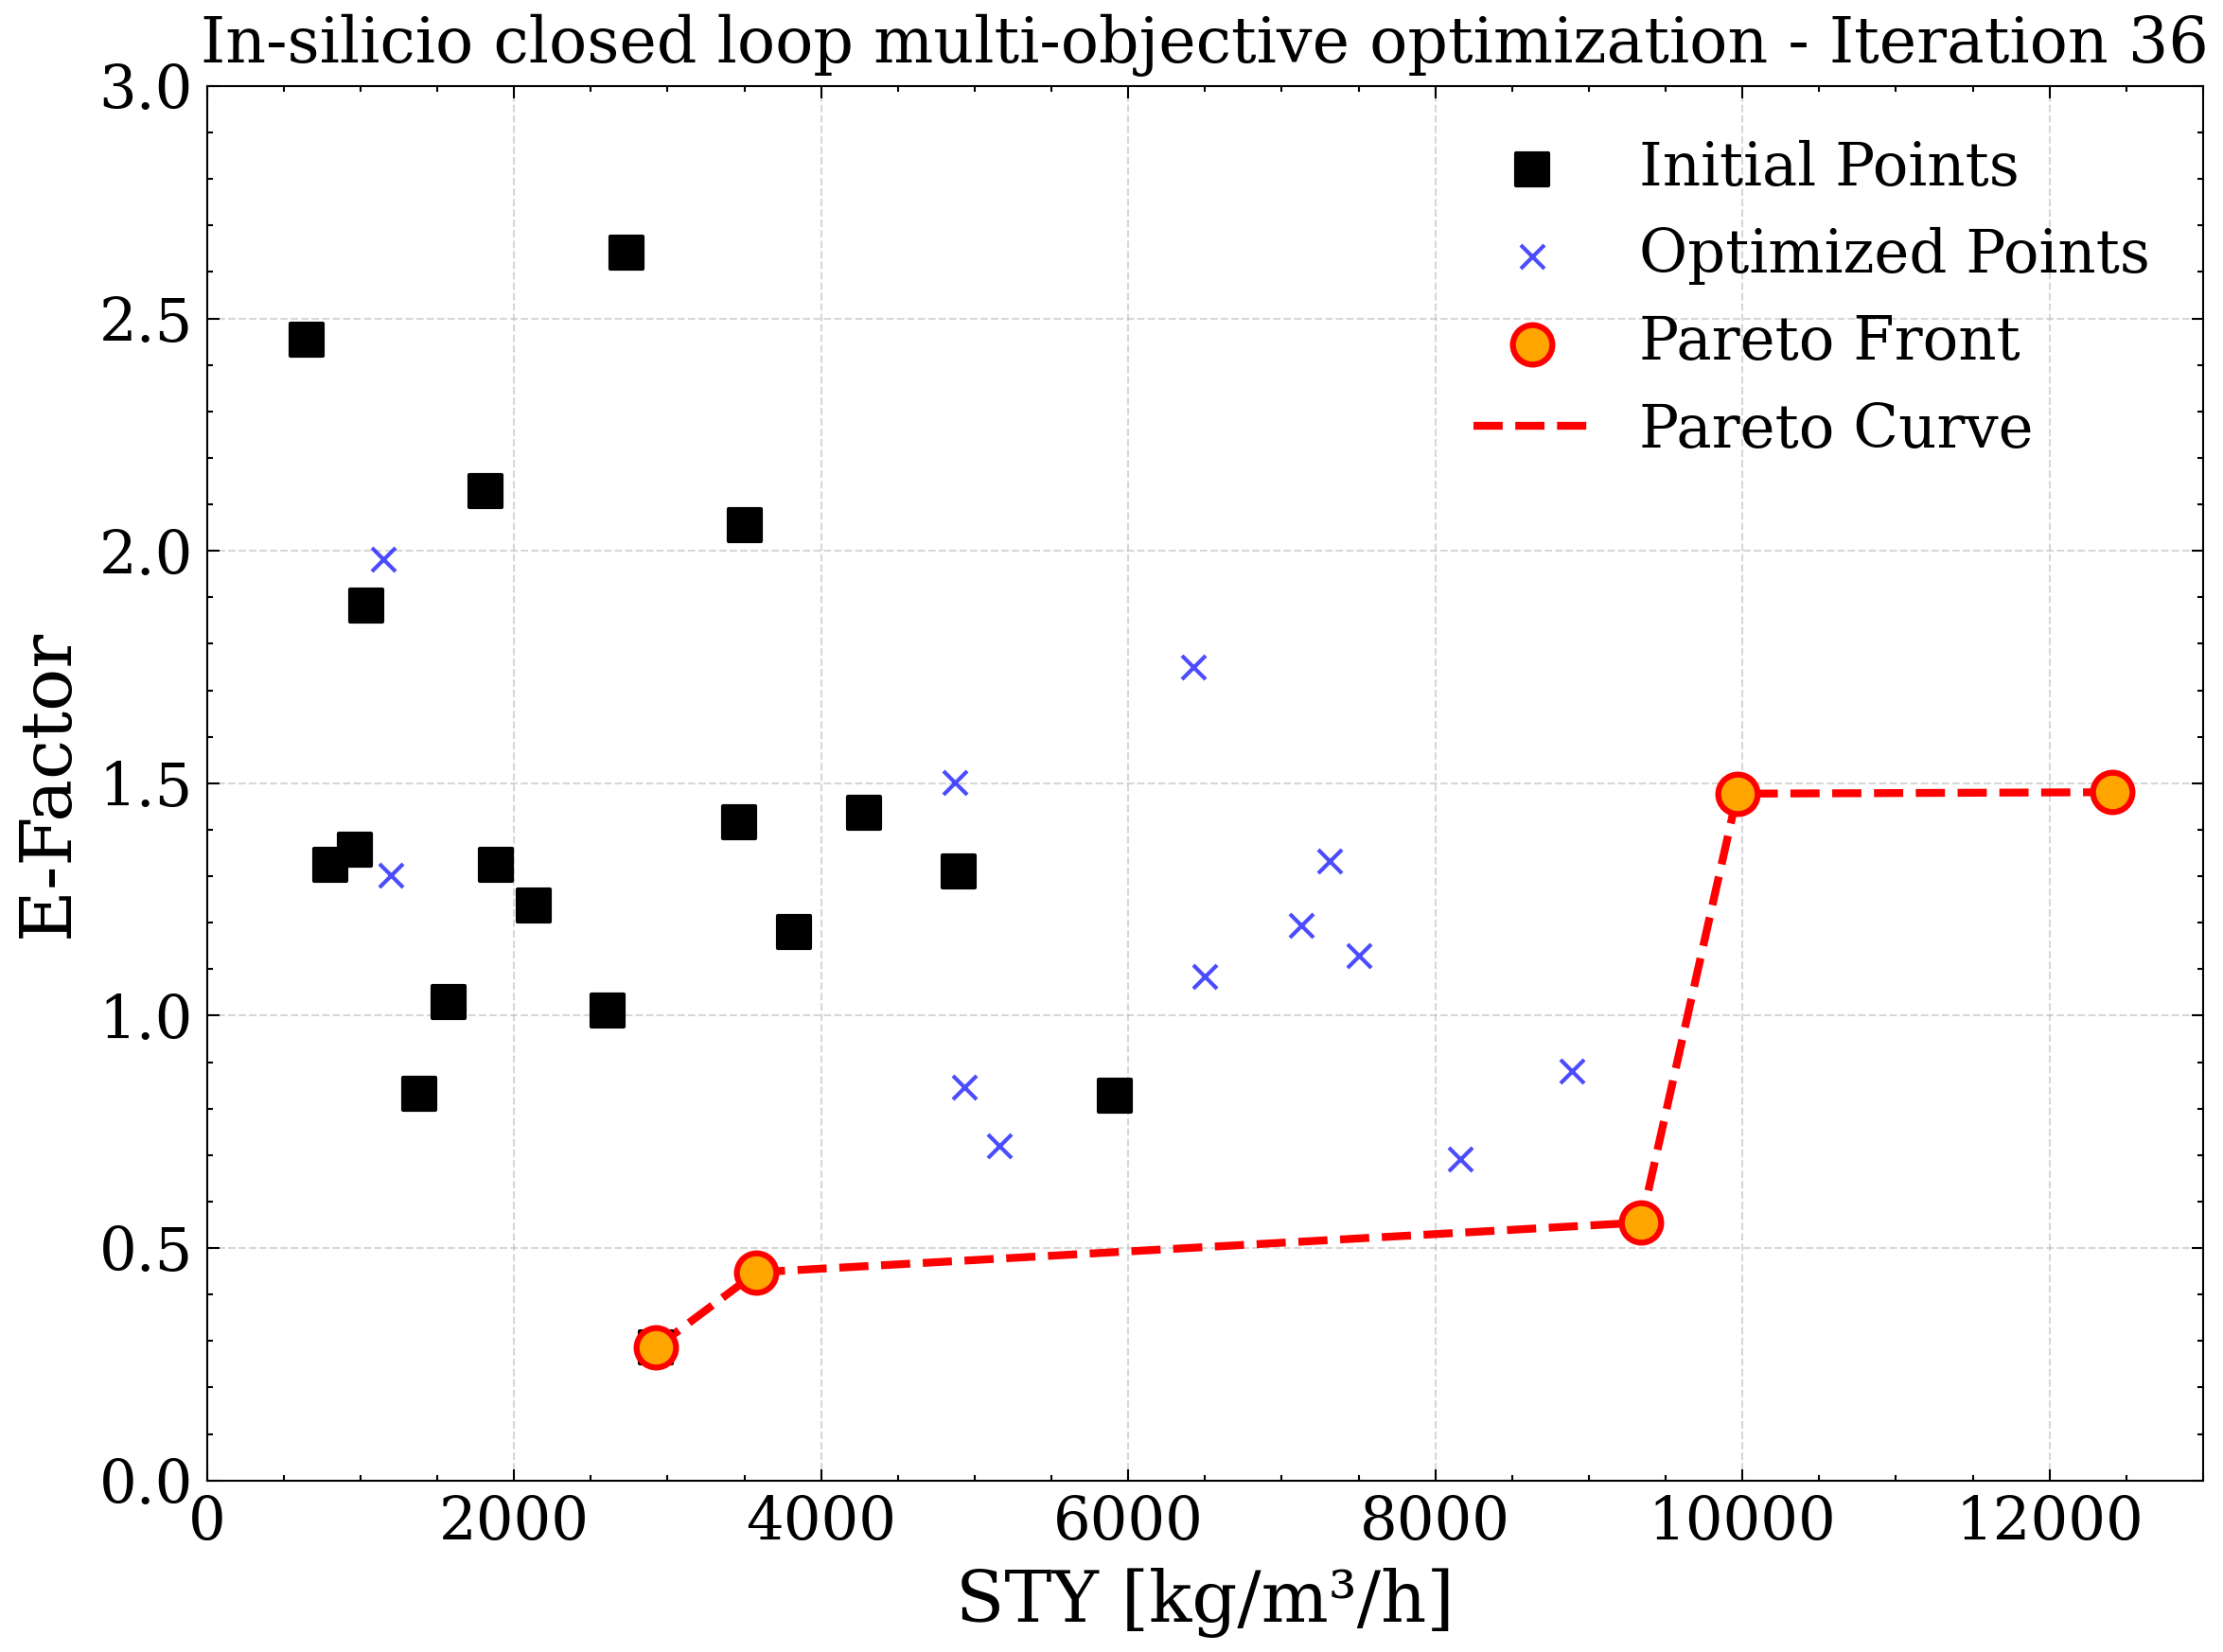 In-silicio closed loop multi-objective optimization - Iteration 36
3.0
2.5
2.0
1.5
1.0
0.5
0.0
E-Factor
Initial Points
Optimized Points
Pareto Front
Pareto Curve
0 2000 4000 6000 8000 10000 12000
STY [kg/m³/h]